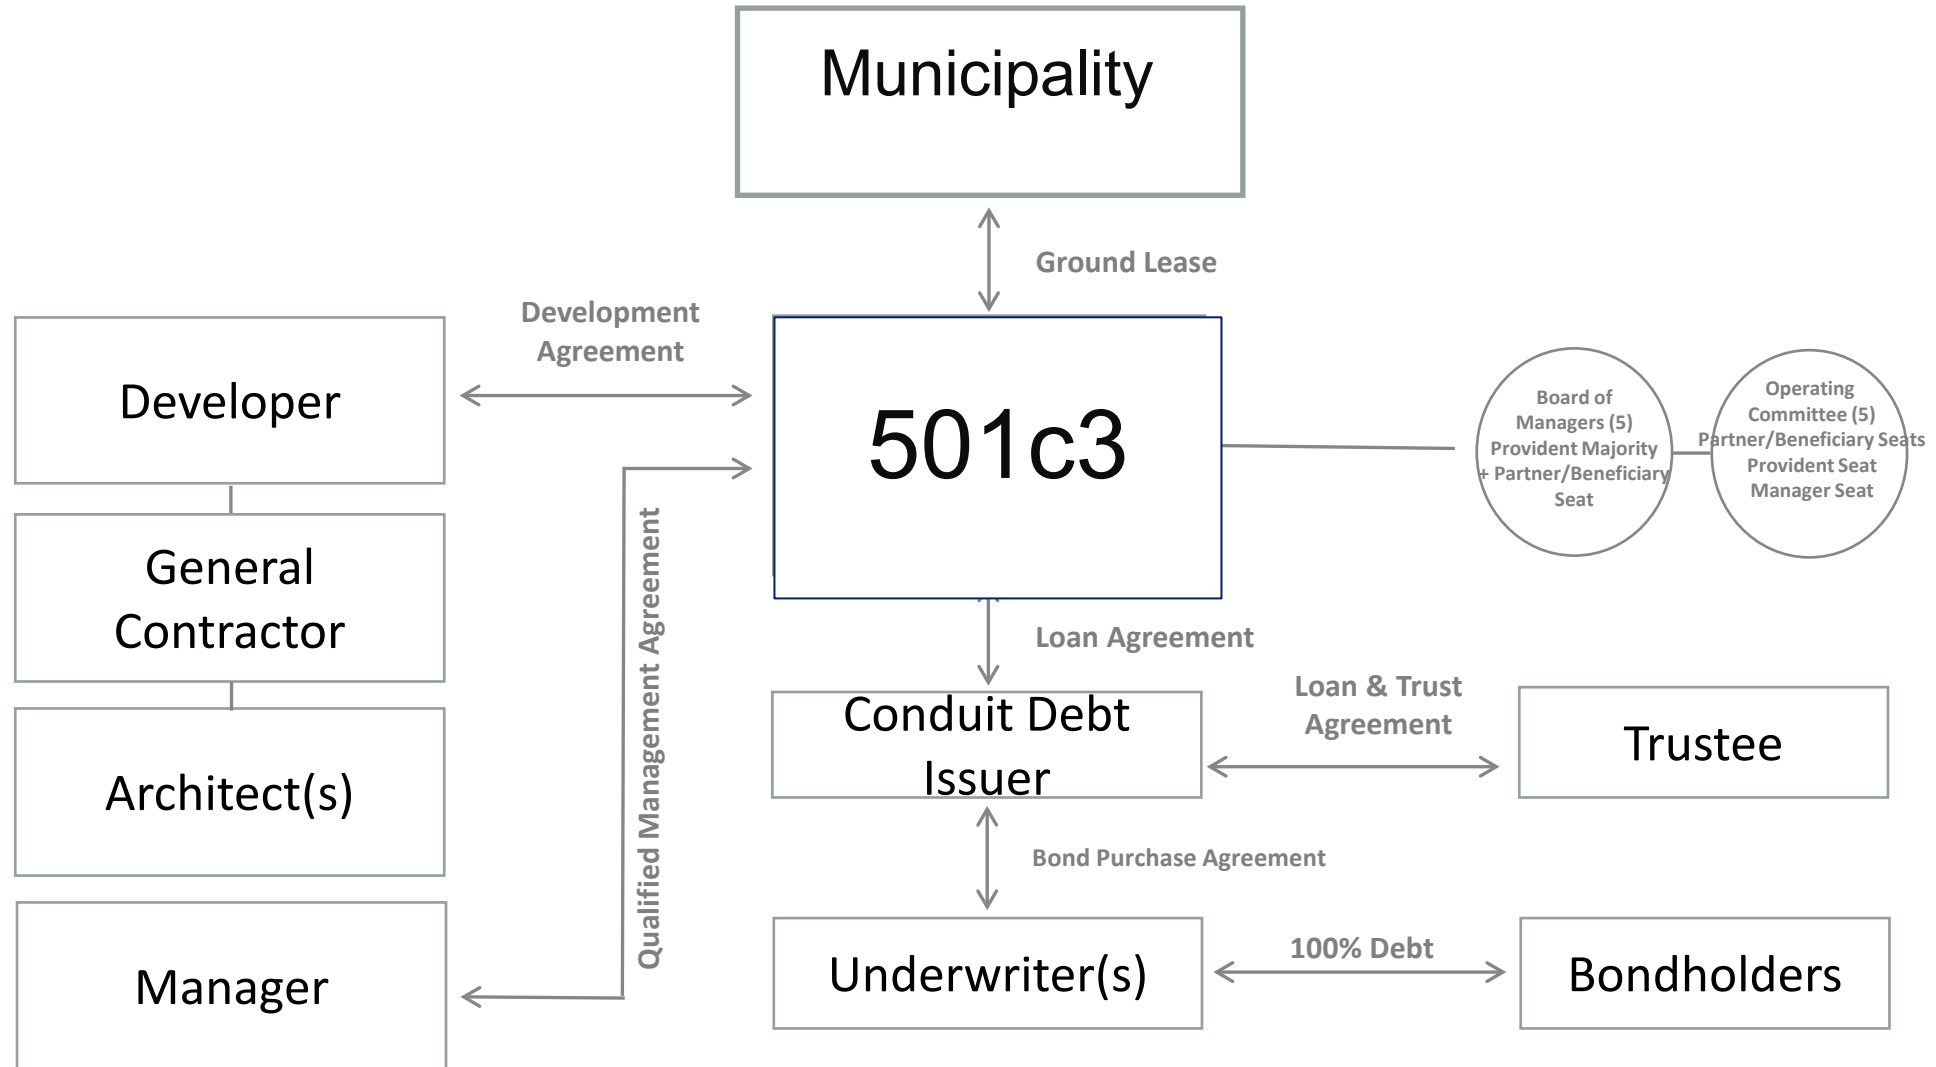 Municipality
Ground Lease
Development
Agreement
Developer
501c3
Board of
Managers (5)
Provident Majority
+ Partner/Beneficiary
Seat
Operating
Committee (5)
Partner/Beneficiary Seats
Provident Seat
Manager Seat
General
Contractor
Qualified Management Agreement
Loan Agreement
Loan & Trust
Agreement
Conduit Debt
Issuer
Trustee
Architect(s)
Bond Purchase Agreement
Manager
Underwriter(s)
100% Debt
Bondholders